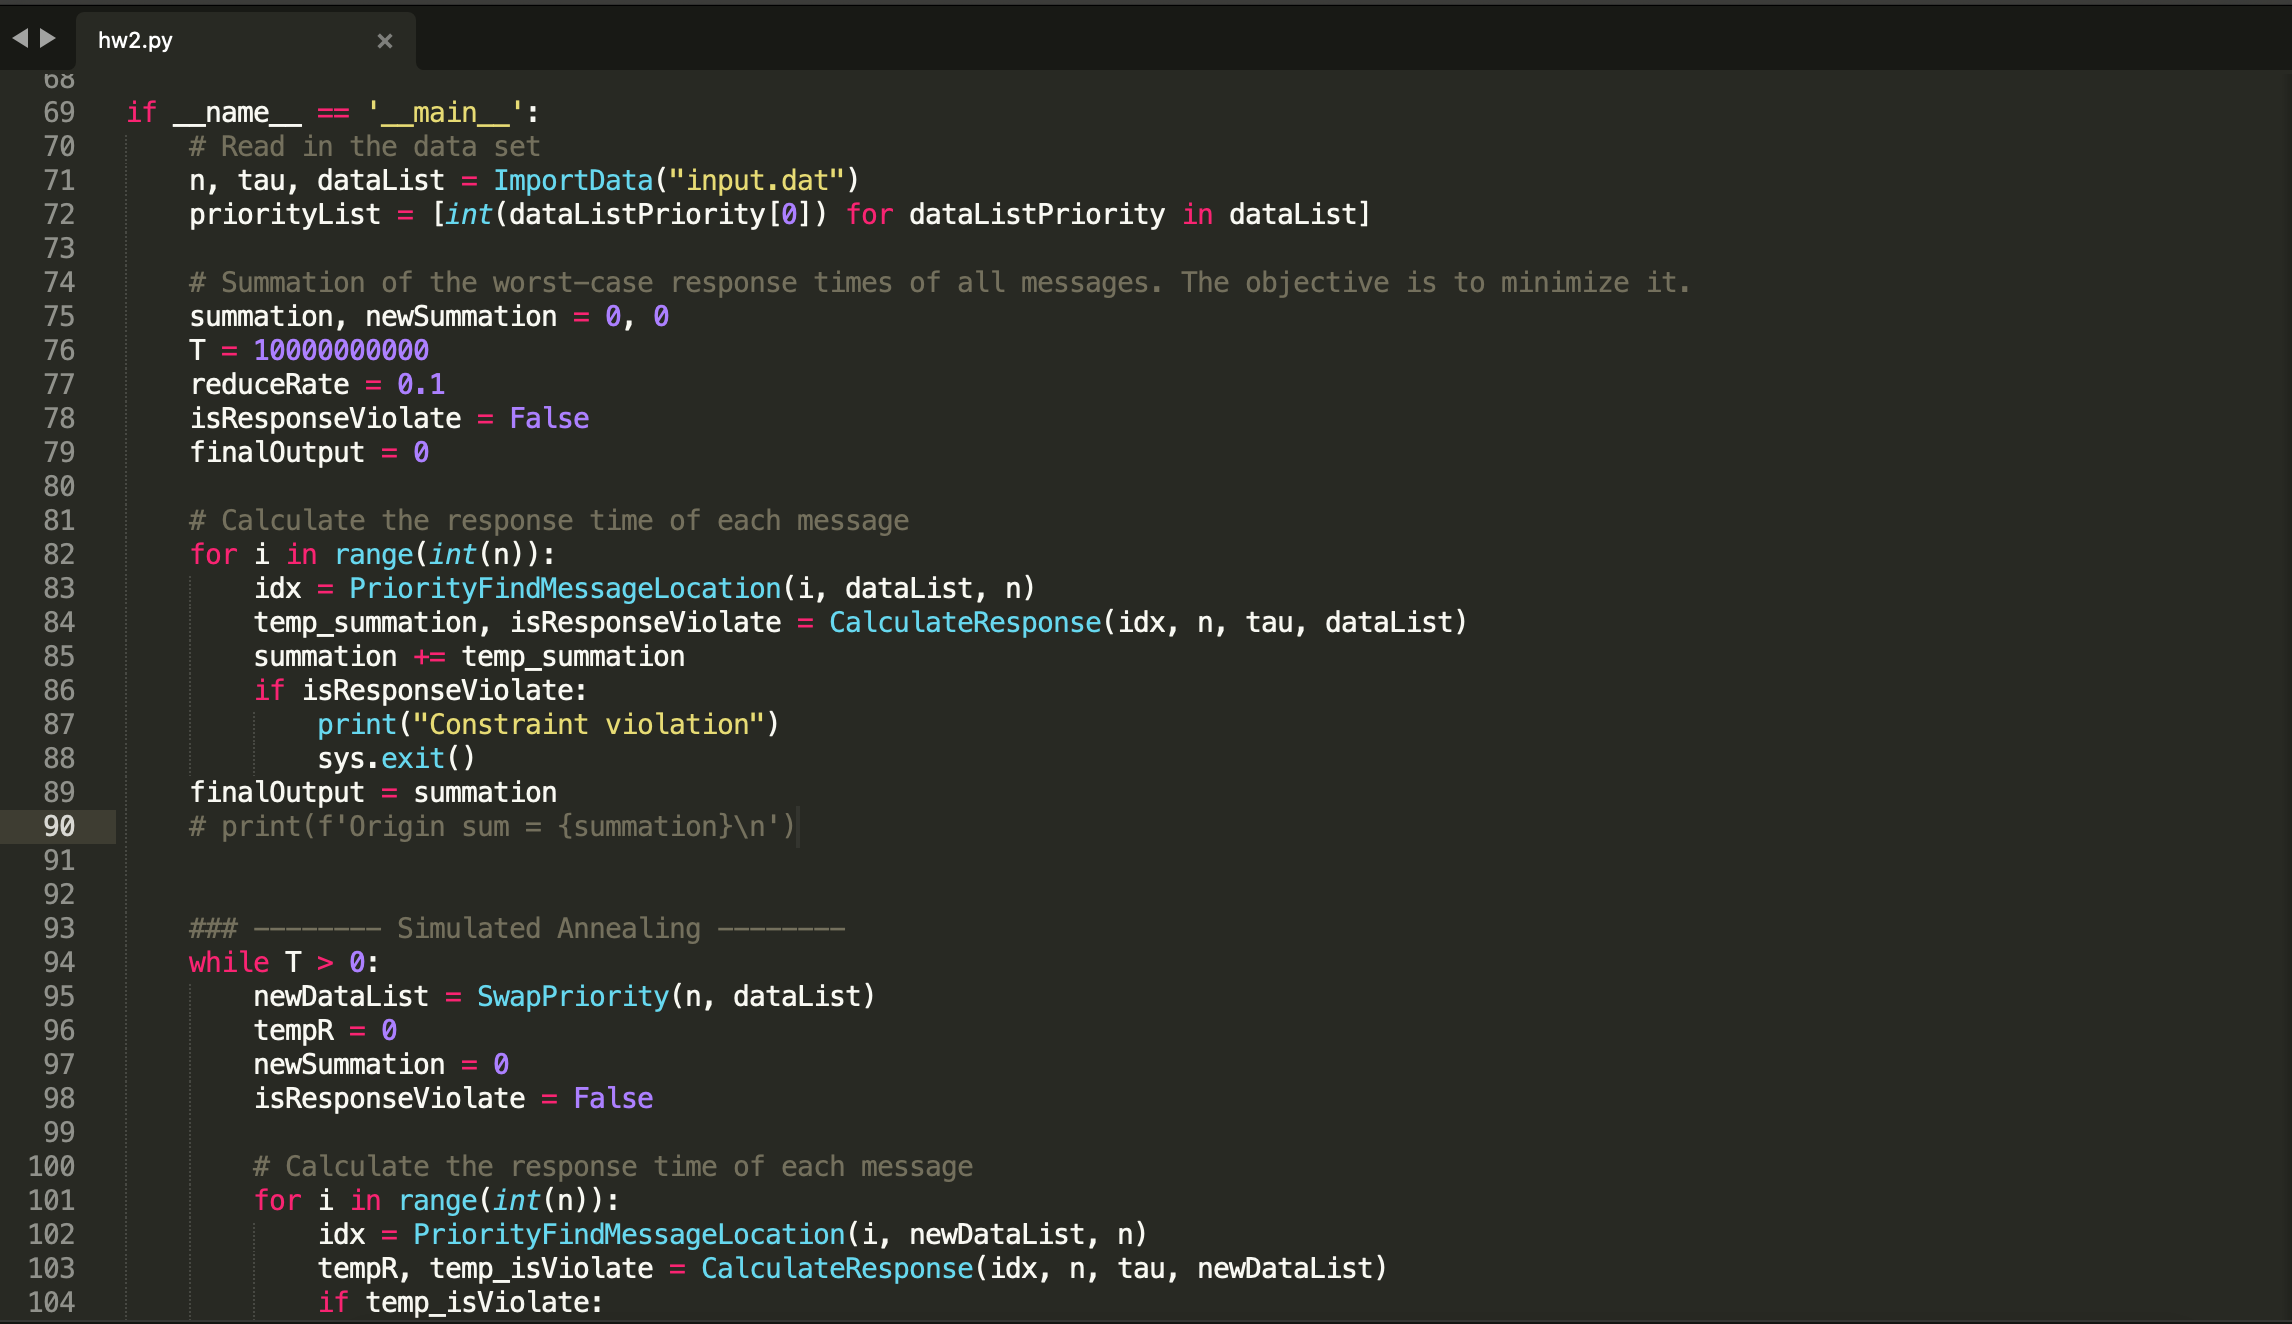 hw2.py
68
69 if __name__ == '__main__':
70     # Read in the data set
71     n, tau, dataList = ImportData("input.dat")
72     priorityList = [int(dataListPriority[0]) for dataListPriority in dataList]
73
74     # Summation of the worst-case response times of all messages. The objective is to minimize it.
75     summation, newSummation = 0, 0
76     T = 10000000000
77     reduceRate = 0.1
78     isResponseViolate = False
79     finalOutput = 0
80
81     # Calculate the response time of each message
82     for i in range(int(n)):
83         idx = PriorityFindMessageLocation(i, dataList, n)
84         temp_summation, isResponseViolate = CalculateResponse(idx, n, tau, dataList)
85         summation += temp_summation
86         if isResponseViolate:
87             print("Constraint violation")
88             sys.exit()
89     finalOutput = summation
90     # print(f'Origin sum = {summation}\n')
91
92
93     ### -------- Simulated Annealing --------
94     while T > 0:
95         newDataList = SwapPriority(n, dataList)
96         tempR = 0
97         newSummation = 0
98         isResponseViolate = False
99
100         # Calculate the response time of each message
101         for i in range(int(n)):
102             idx = PriorityFindMessageLocation(i, newDataList, n)
103             tempR, temp_isViolate = CalculateResponse(idx, n, tau, newDataList)
104             if temp_isViolate: